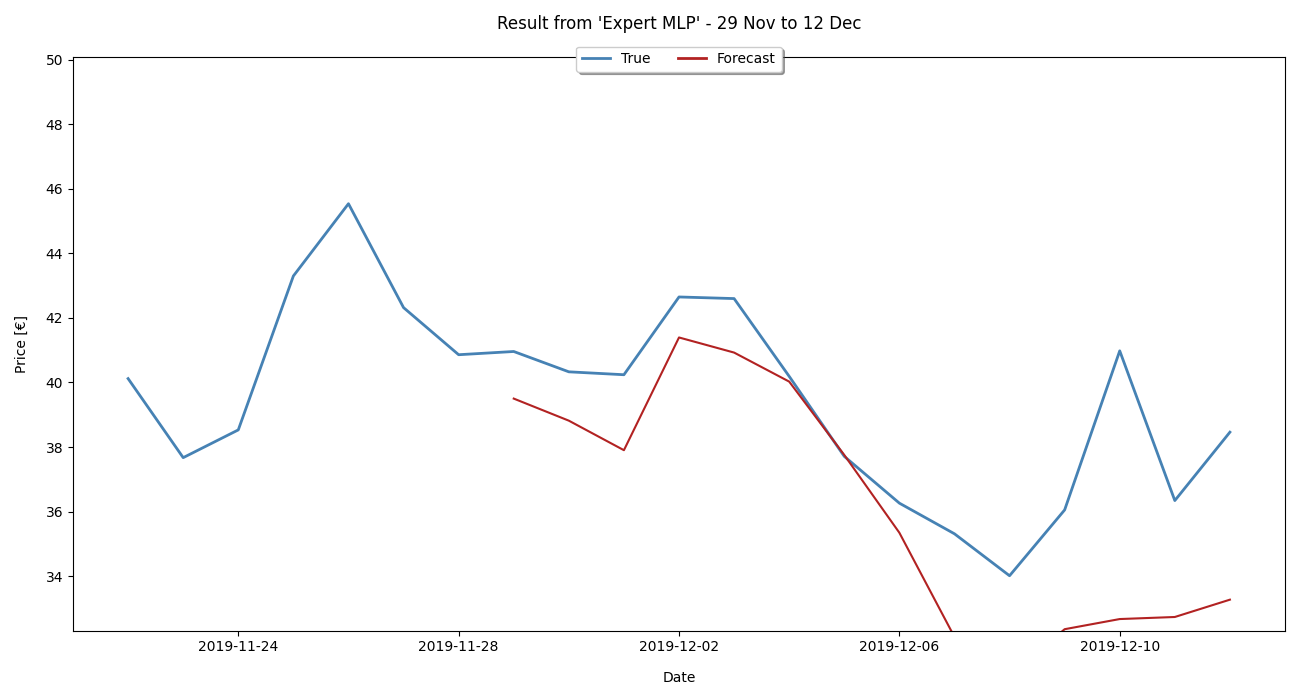 Result from 'Expert MLP' - 29 Nov to 12 Dec
True Forecast
50
48
46
44
42
40
38
36
34
Price [€]
2019-11-24 2019-11-28 2019-12-02 2019-12-06 2019-12-10
Date